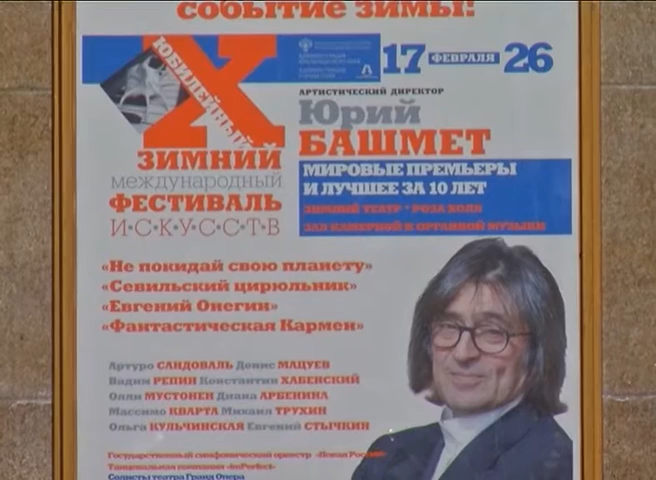 СОБЫТИЕ ЗИМЫ!
X
ЮБИЛЕЙНЫЙ
17 ФЕВРАЛЯ 26
АРТИСТИЧЕСКИЙ ДИРЕКТОР
Юрий
БАШМЕТ
ЗИМНИЙ
международный
ФЕСТИВАЛЬ
И·С·К·У·С·С·Т·В
МИРОВЫЕ ПРЕМЬЕРЫ
И ЛУЧШЕЕ ЗА 10 ЛЕТ
ЗИМНИЙ ТЕАТР * РОЗА ХОЛЛ
ЗАЛ КАМЕРНОЙ И ОРГАННОЙ МУЗЫКИ
«Не покидай свою планету»
«Севильский цирюльник»
«Евгений Онегин»
«Фантастическая Кармен»
Артуро САНДОВАЛЬ Денис МАЦУЕВ
Вадим РЕПИН Константин ХАБЕНСКИЙ
Олли МУСТОНЕН Диана АРБЕНИНА
Массимо КВАРТА Михаил ТРУХИН
Ольга КУЛЬЧИНСКАЯ Евгений СТЫЧКИН
Государственный симфонический оркестр «Новая Россия»
Танцевальная компания «ImPerfect»
Солисты театра Гранд Опера